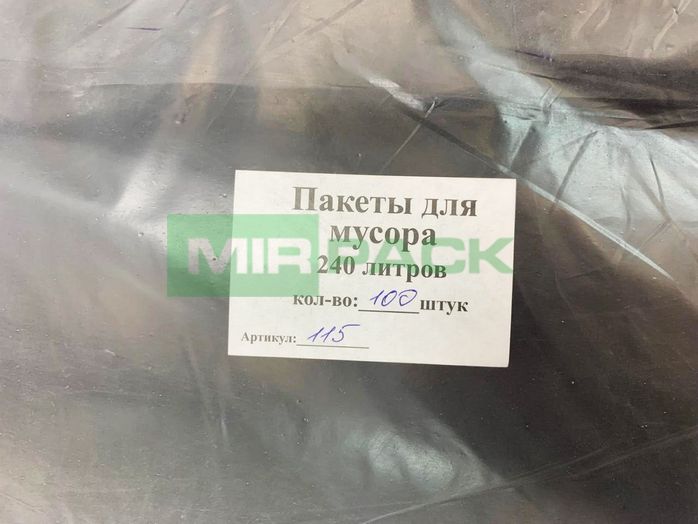 Пакеты для
мусора
MIRPACK
240 литров
кол-во: 100 штук
Артикул: 115